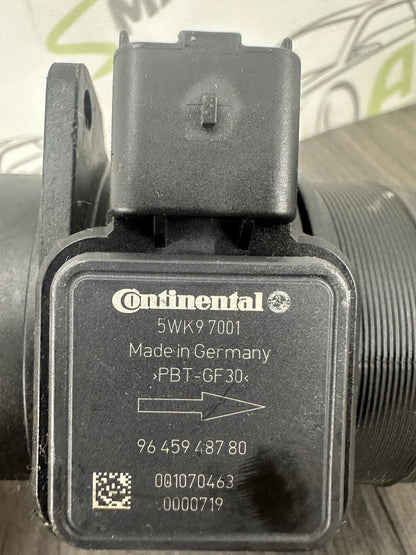 Continental
5WK9 7001
Made in Germany
>PBT-GF30<
96 459 487 80
001070463
0000719